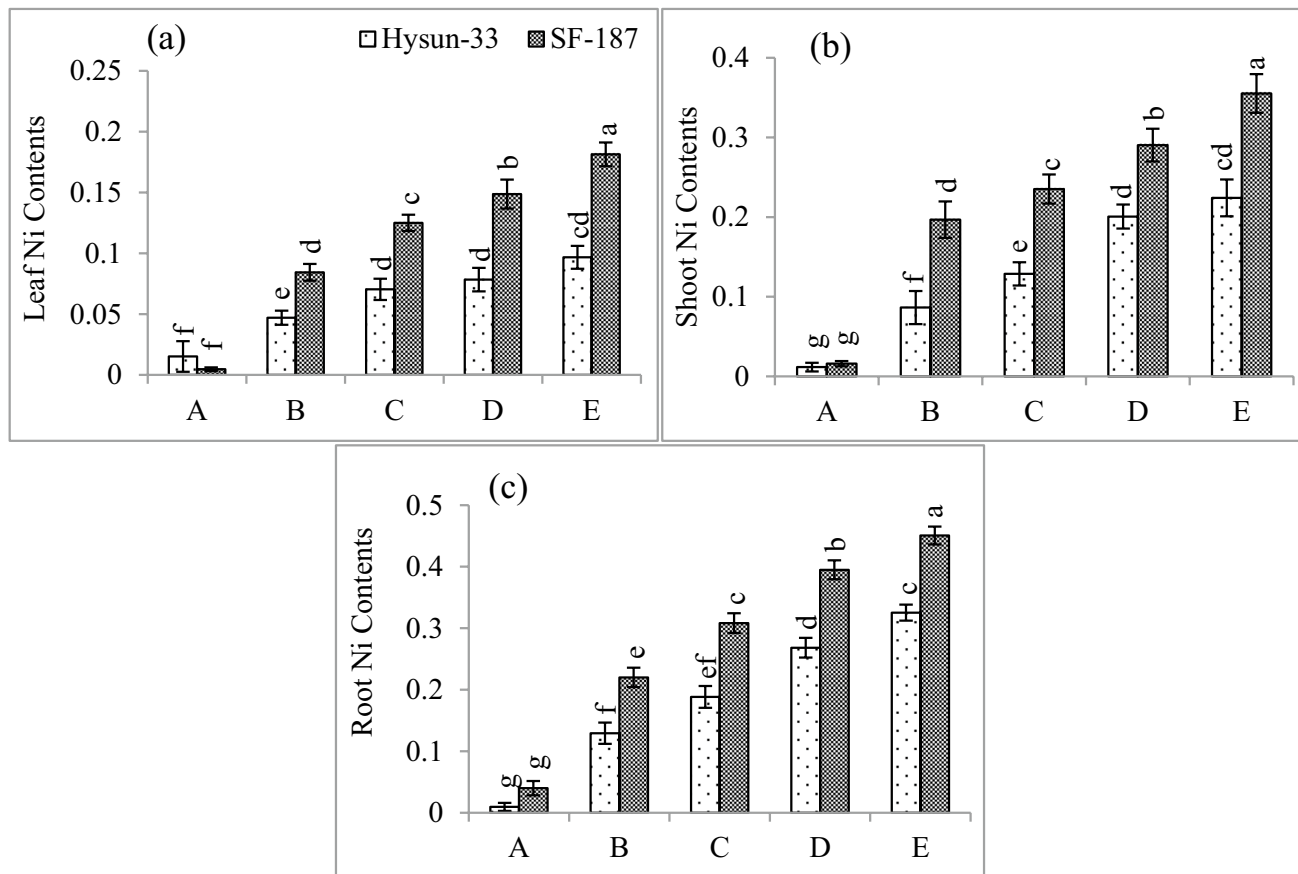 (a)
Hysun-33 SF-187
Leaf Ni Contents
0.25
0.2
0.15
0.1
0.05
0
f f e d d c d b cd a
A B C D E
(b)
Shoot Ni Contents
0.4
0.3
0.2
0.1
0
g g f d e c d b cd a
A B C D E
(c)
Root Ni Contents
0.5
0.4
0.3
0.2
0.1
0
g g f e ef c d b c a
A B C D E